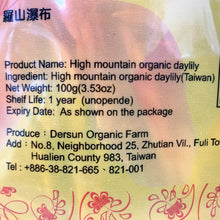 羅山瀑布
Product Name: High mountain organic daylily
Ingredient: High mountain organic daylily(Taiwan)
Weight: 100g(3.53oz)
Shelf life: 1 year (unopende)
Expiry Date: As shown on the package
Produce : Dersun Organic Farm
No.8, Neighborhood 25, Zhutian Vil., Fuli To
Hualien County 983, Taiwan
Tel : +886-38-821-665 、 821-001